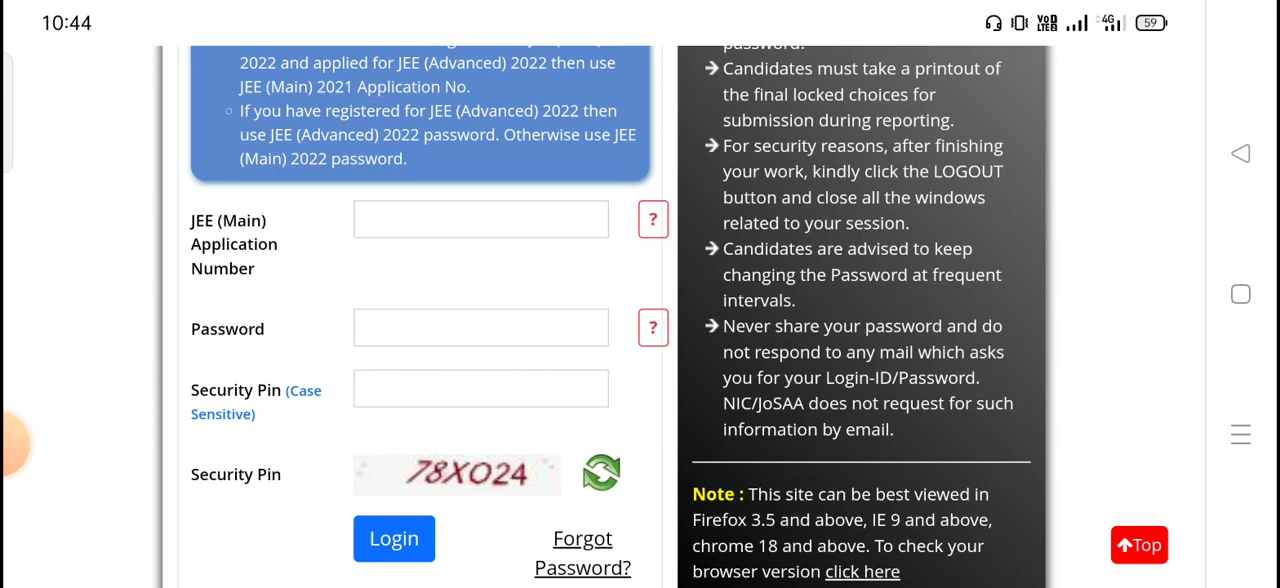 10:44
VoD
LTE2
4G
59
2022 and applied for JEE (Advanced) 2022 then use
JEE (Main) 2021 Application No.
If you have registered for JEE (Advanced) 2022 then
use JEE (Advanced) 2022 password. Otherwise use JEE
(Main) 2022 password.
JEE (Main)
Application
Number
?
Password
?
Security Pin (Case
Sensitive)
Security Pin
78XO24
Login
Forgot
Password?
password.
Candidates must take a printout of
the final locked choices for
submission during reporting.
For security reasons, after finishing
your work, kindly click the LOGOUT
button and close all the windows
related to your session.
Candidates are advised to keep
changing the Password at frequent
intervals.
Never share your password and do
not respond to any mail which asks
you for your Login-ID/Password.
NIC/JoSAA does not request for such
information by email.
Note : This site can be best viewed in
Firefox 3.5 and above, IE 9 and above,
chrome 18 and above. To check your
browser version click here
Top